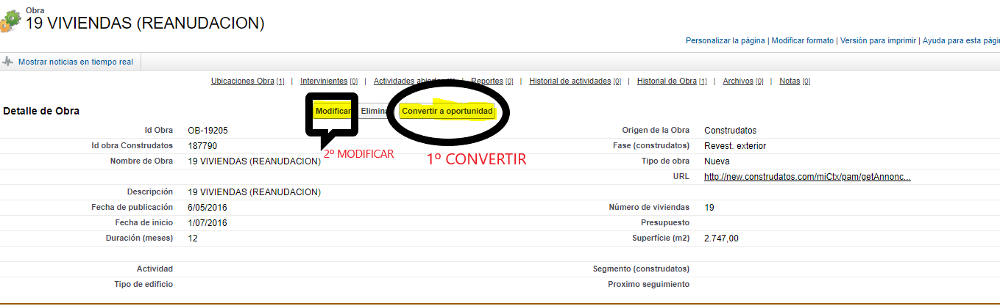 Obra
19 VIVIENDAS (REANUDACION)
Personalizar la página | Modificar formato | Versión para imprimir | Ayuda para esta pági
Mostrar noticias en tiempo real
Ubicaciones Obra [1] | Intervinientes [0] | Actividades | Reportes [0] | Historial de actividades [0] | Historial de Obra [1] | Archivos [0] | Notas [0]
Detalle de Obra Modificar Elimina Convertir a oportunidad
Id Obra OB-19205 Origen de la Obra Construdatos
Id obra Construdatos 187790 Fase (construdatos) Revest. exterior
2º MODIFICAR 1º CONVERTIR
Nombre de Obra 19 VIVIENDAS (REANUDACION) Tipo de obra Nueva
URL http://new.construdatos.com/miCtx/pam/getAnnonc...
Descripción 19 VIVIENDAS (REANUDACION)
Fecha de publicación 6/05/2016 Número de viviendas 19
Fecha de inicio 1/07/2016 Presupuesto
Duración (meses) 12 Superfície (m2) 2.747,00
Actividad Segmento (construdatos)
Tipo de edificio Proximo seguimiento